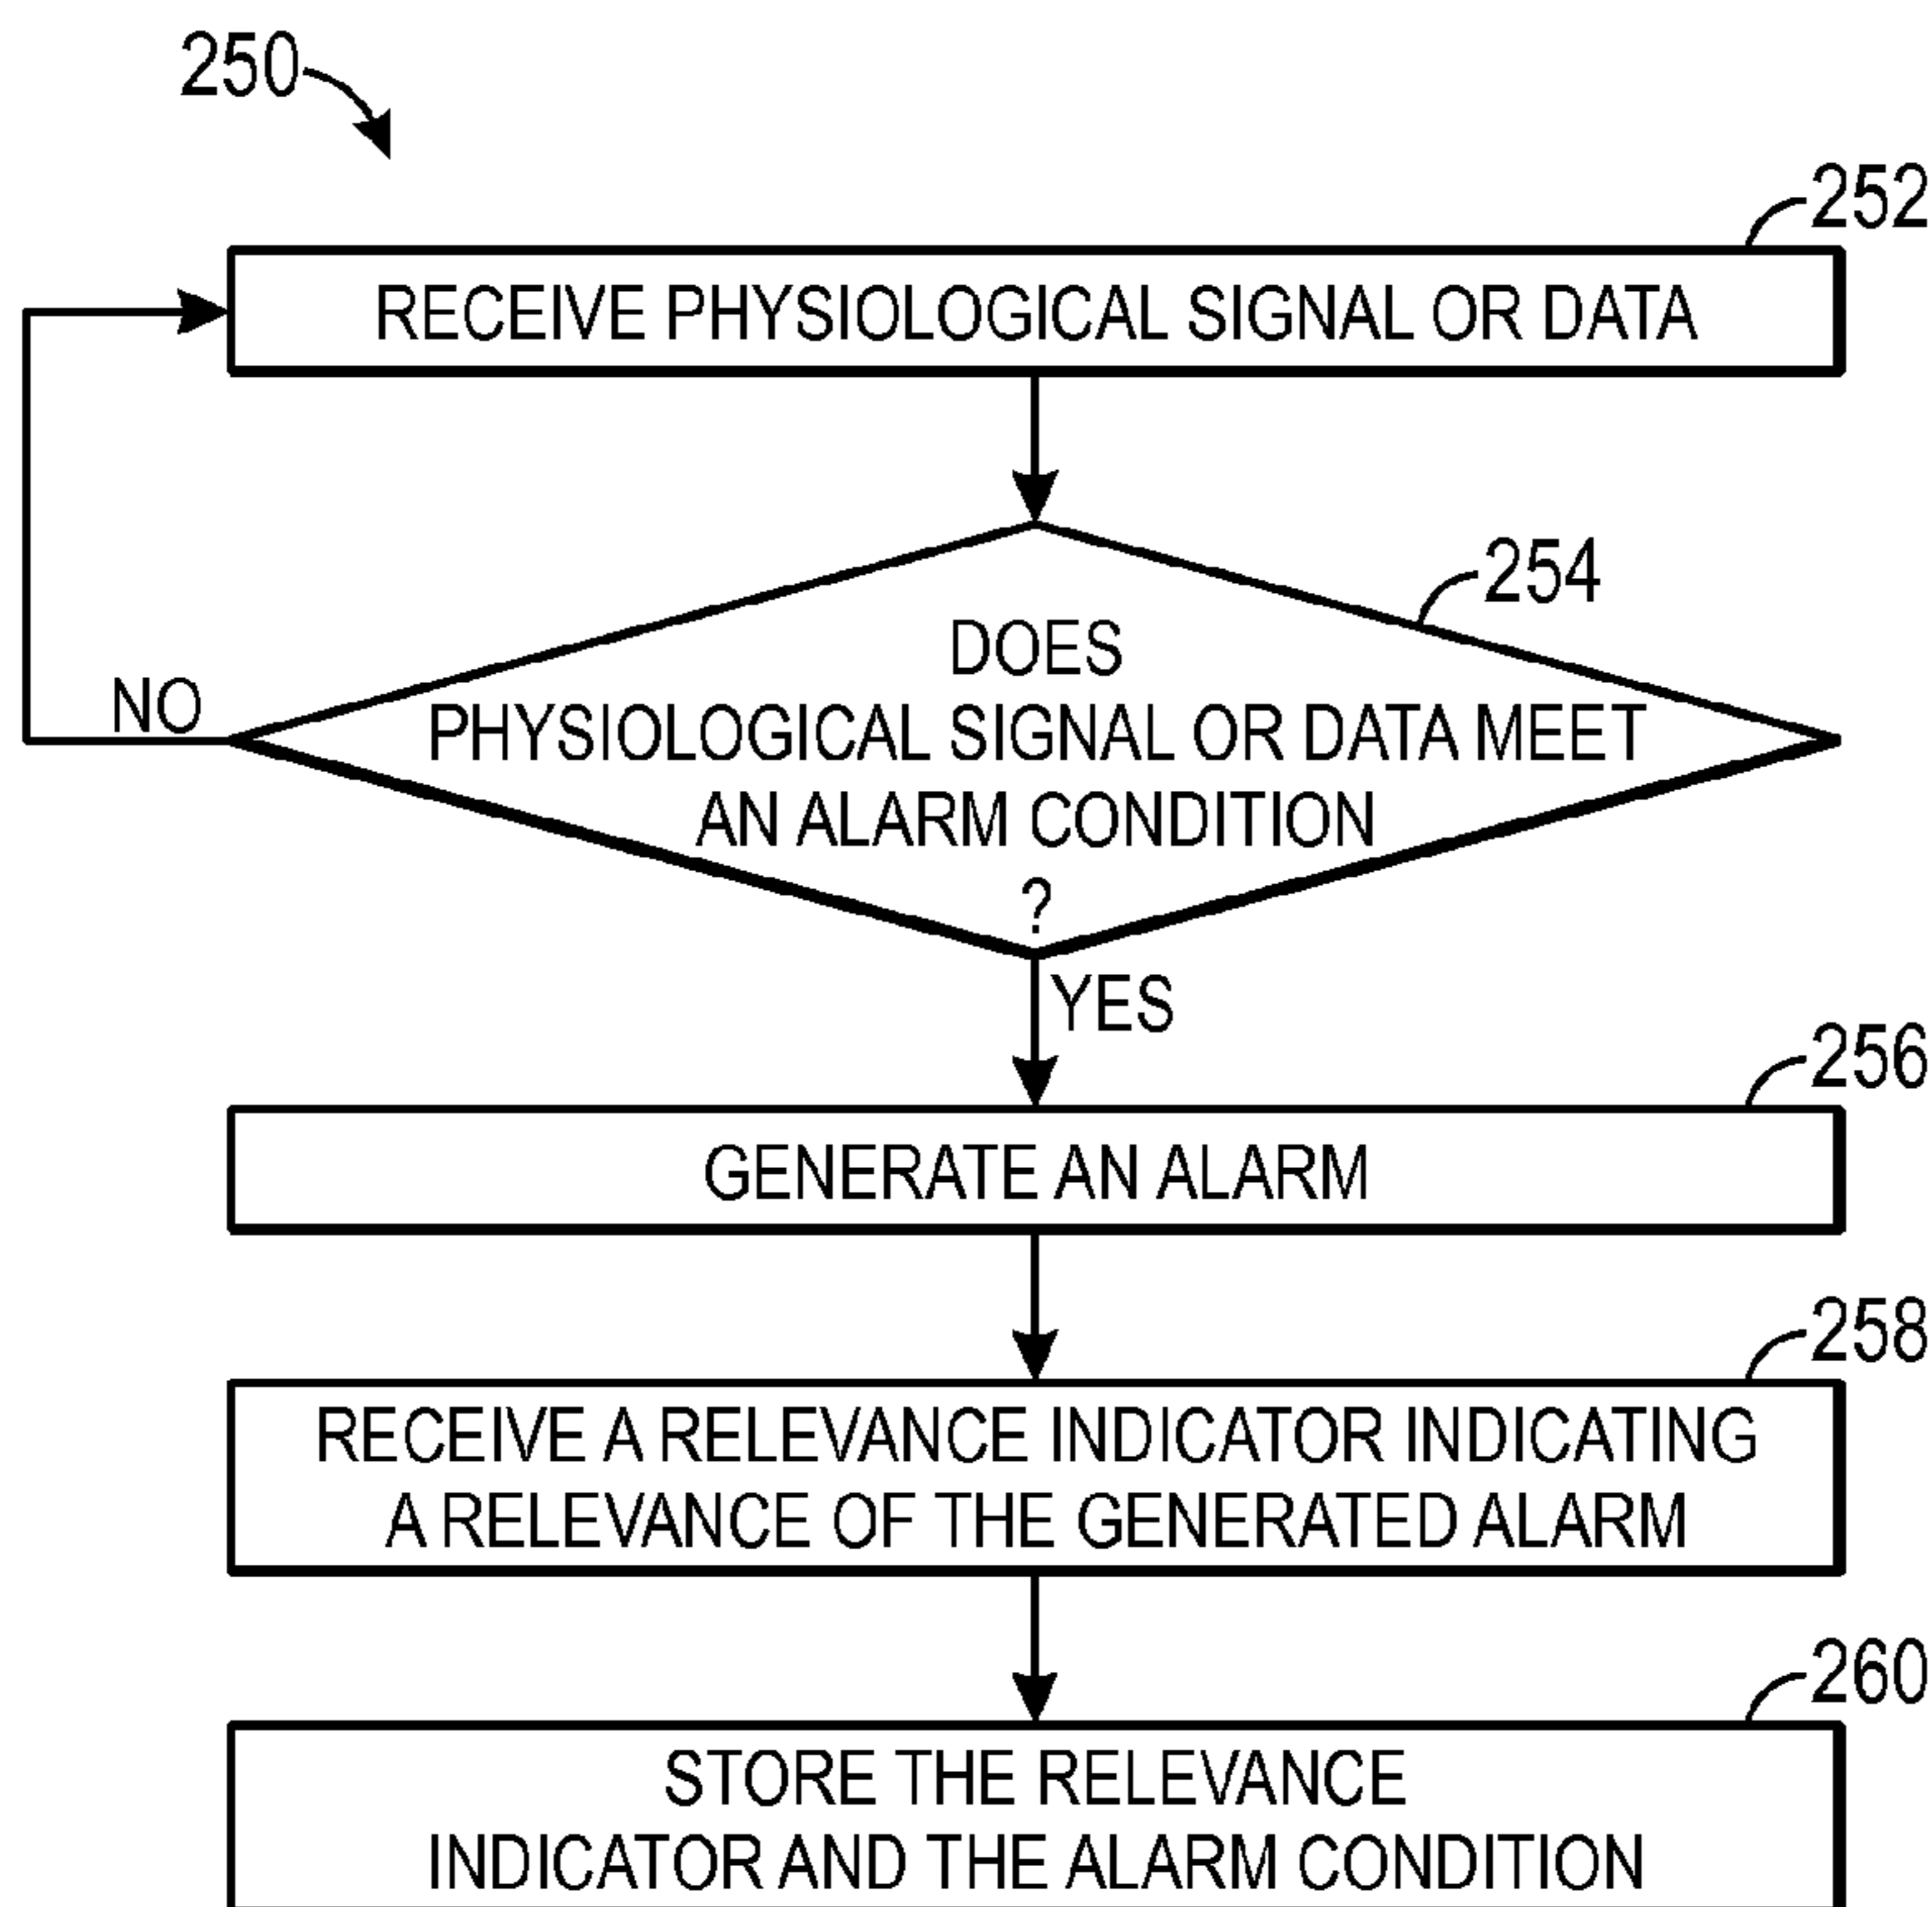 250
252
RECEIVE PHYSIOLOGICAL SIGNAL OR DATA
254
DOES
PHYSIOLOGICAL SIGNAL OR DATA MEET
AN ALARM CONDITION
?
NO
YES
256
GENERATE AN ALARM
258
RECEIVE A RELEVANCE INDICATOR INDICATING
A RELEVANCE OF THE GENERATED ALARM
260
STORE THE RELEVANCE
INDICATOR AND THE ALARM CONDITION